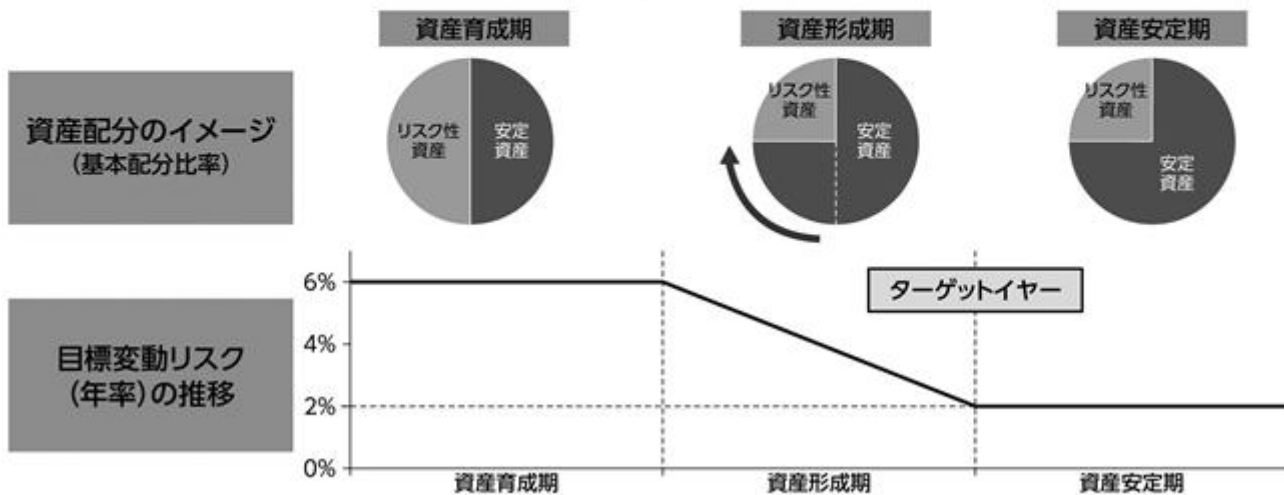 資産育成期
資産形成期
資産安定期
資産配分のイメージ
(基本配分比率)
リスク性
資産
安定
資産
リスク性
資産
安定
資産
リスク性
資産
安定
資産
目標変動リスク
(年率)の推移
6%
4%
2%
0%
ターゲットイヤー
資産育成期
資産形成期
資産安定期